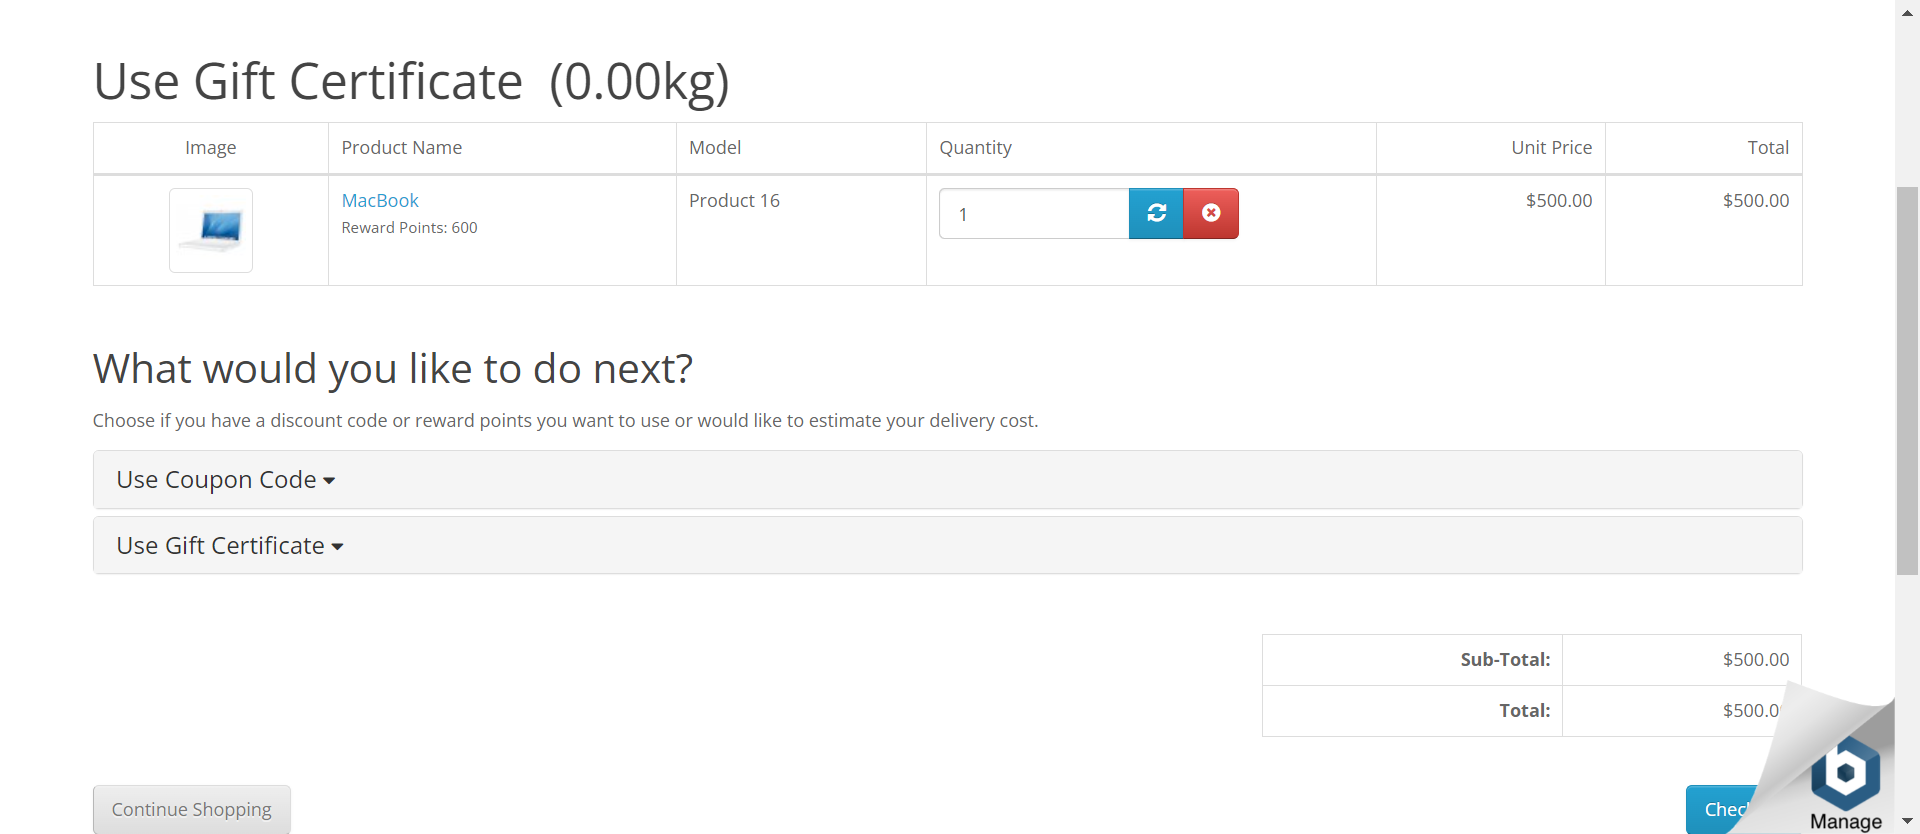 Use Gift Certificate (0.00kg)
Image Product Name Model Quantity Unit Price Total
MacBook Product 16 1 $500.00 $500.00
Reward Points: 600
What would you like to do next?
Choose if you have a discount code or reward points you want to use or would like to estimate your delivery cost.
Use Coupon Code
Use Gift Certificate
Sub-Total: $500.00
Total: $500.0
Continue Shopping
Chec
b
Manage